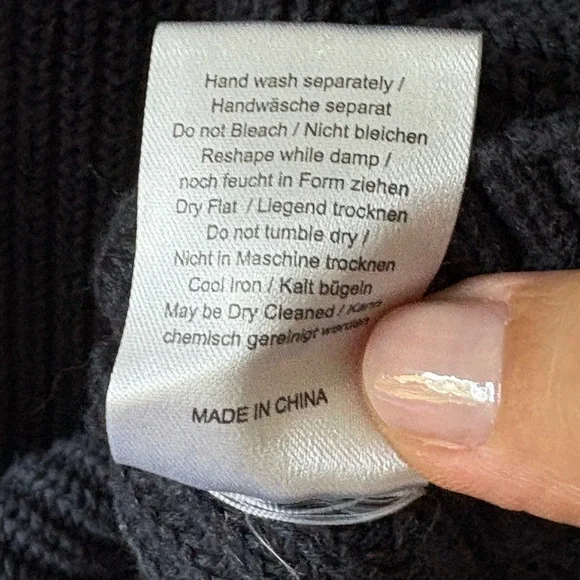 Hand wash separately /
Handwäsche separat
Do not Bleach / Nicht bleichen
Reshape while damp /
noch feucht in Form ziehen
Dry Flat / Liegend trocknen
Do not tumble dry /
Nicht in Maschine trocknen
Cool Iron / Kalt bügeln
May be Dry Cleaned / Kann
chemisch gereinigt werden
MADE IN CHINA